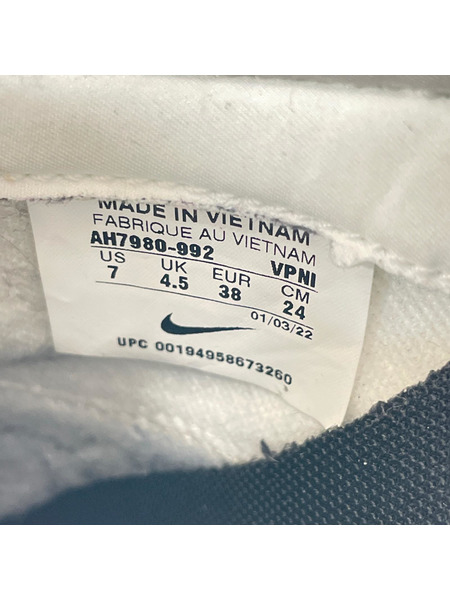 MADE IN VIETNAM
FABRIQUE AU VIETNAM
AH7980-992 VPNI
US UK EUR CM
7 4.5 38 24
01/03/22
UPC 00194958673260